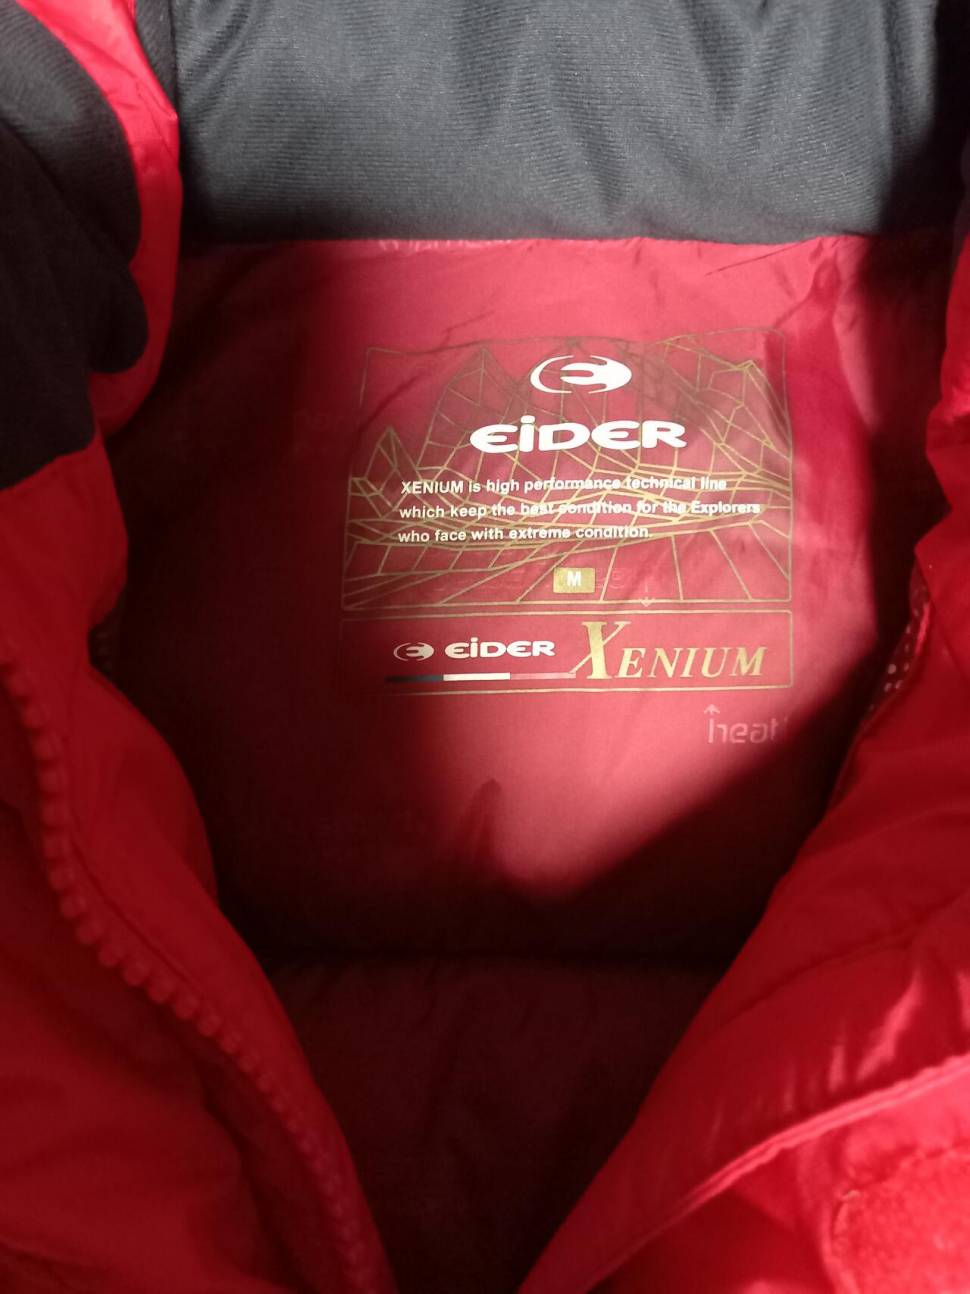 EiDER
XENIUM is high performance technical line
which keep the best condition for the Explorers
who face with extreme condition.
M
EiDER XENIUM
heat